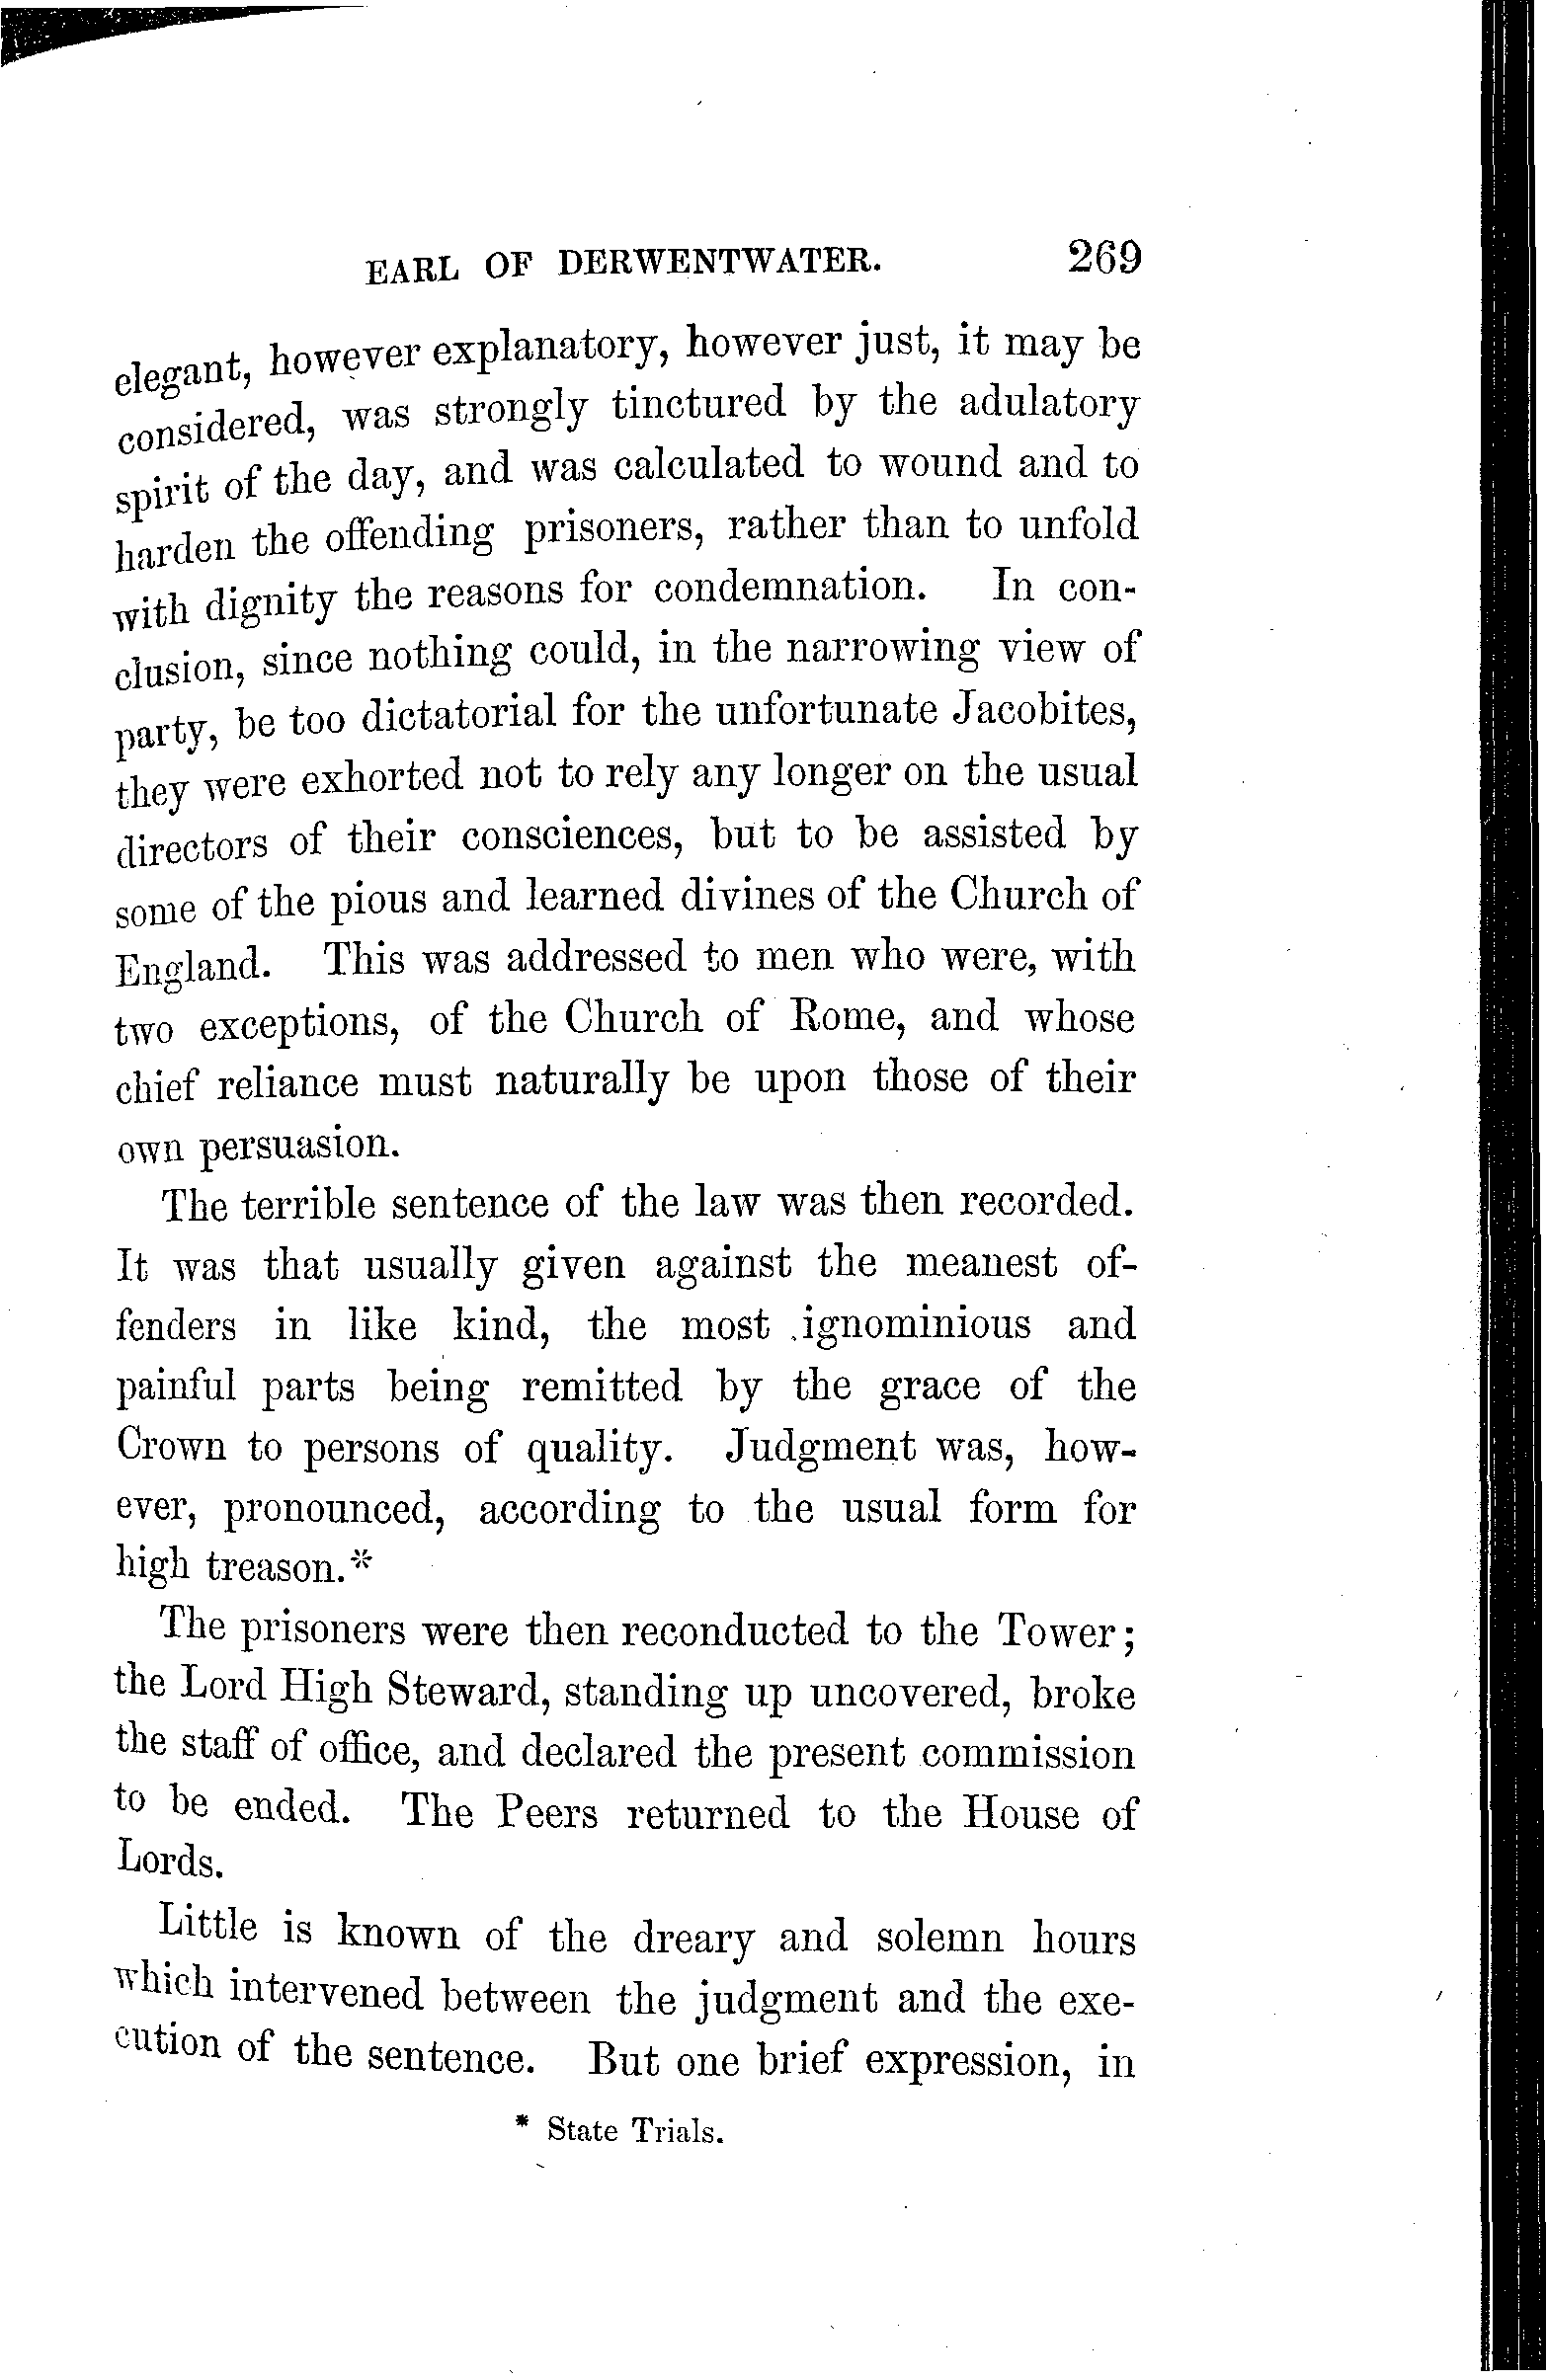 EARL OF DERWENTWATER. 269
elegant, however explanatory, however just, it may be
considered, was strongly tinctured by the adulatory
spirit of the day, and was calculated to wound and to
harden the offending prisoners, rather than to unfold
with dignity the reasons for condemnation. In con-
clusion, since nothing could, in the narrowing view of
party, be too dictatorial for the unfortunate Jacobites,
they were exhorted not to rely any longer on the usual
directors of their consciences, but to be assisted by
some of the pious and learned divines of the Church of
England. This was addressed to men who were, with
two exceptions, of the Church of Rome, and whose
chief reliance must naturally be upon those of their
own persuasion.
The terrible sentence of the law was then recorded.
It was that usually given against the meanest of-
fenders in like kind, the most ignominious and
painful parts being remitted by the grace of the
Crown to persons of quality. Judgment was, how-
ever, pronounced, according to the usual form for
high treason.*
The prisoners were then reconducted to the Tower;
the Lord High Steward, standing up uncovered, broke
the staff of office, and declared the present commission
to be ended. The Peers returned to the House of
Lords.
Little is known of the dreary and solemn hours
which intervened between the judgment and the exe-
cution of the sentence. But one brief expression, in
* State Trials.